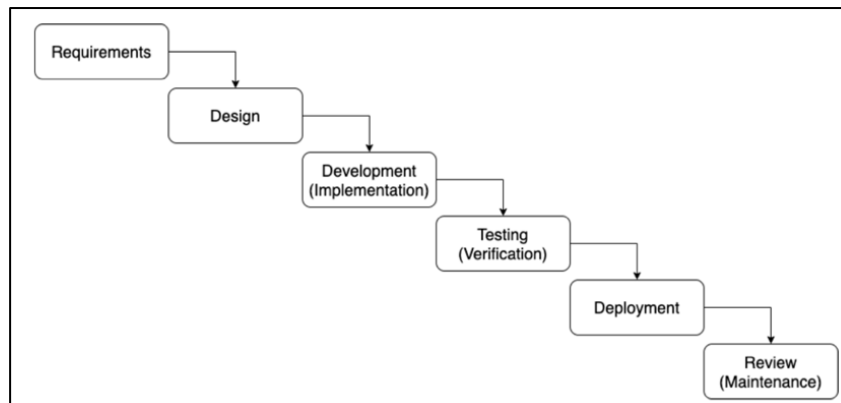 Requirements
Design
Development
(Implementation)
Testing
(Verification)
Deployment
Review
(Maintenance)